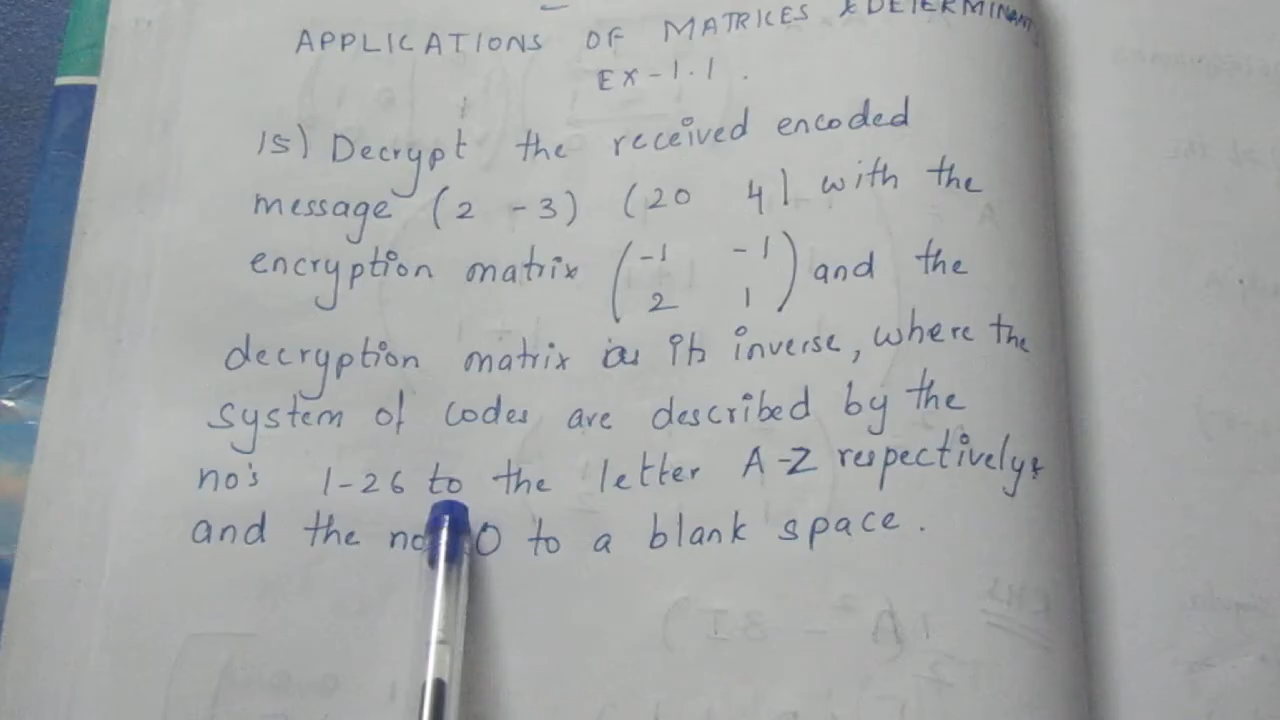 APPLICATIONS OF MATRICES & DETERMINANT
EX-1.1.
15) Decrypt the received encoded
message (2 -3) (20 4) with the
encryption matrix (-1 -1
2 1) and the
decryption matrix as its inverse, where the
system of codes are described by the
no's 1-26 to the letter A-Z respectively &
and the no 0 to a blank space.